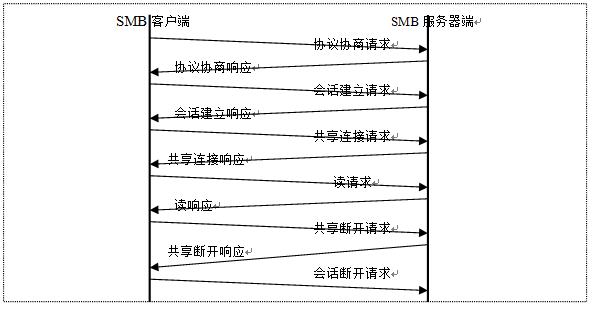 SMB 客户端 SMB 服务器端
协议协商请求
协议协商响应
会话建立请求
会话建立响应
共享连接请求
共享连接响应
读请求
读响应
共享断开请求
共享断开响应
会话断开请求